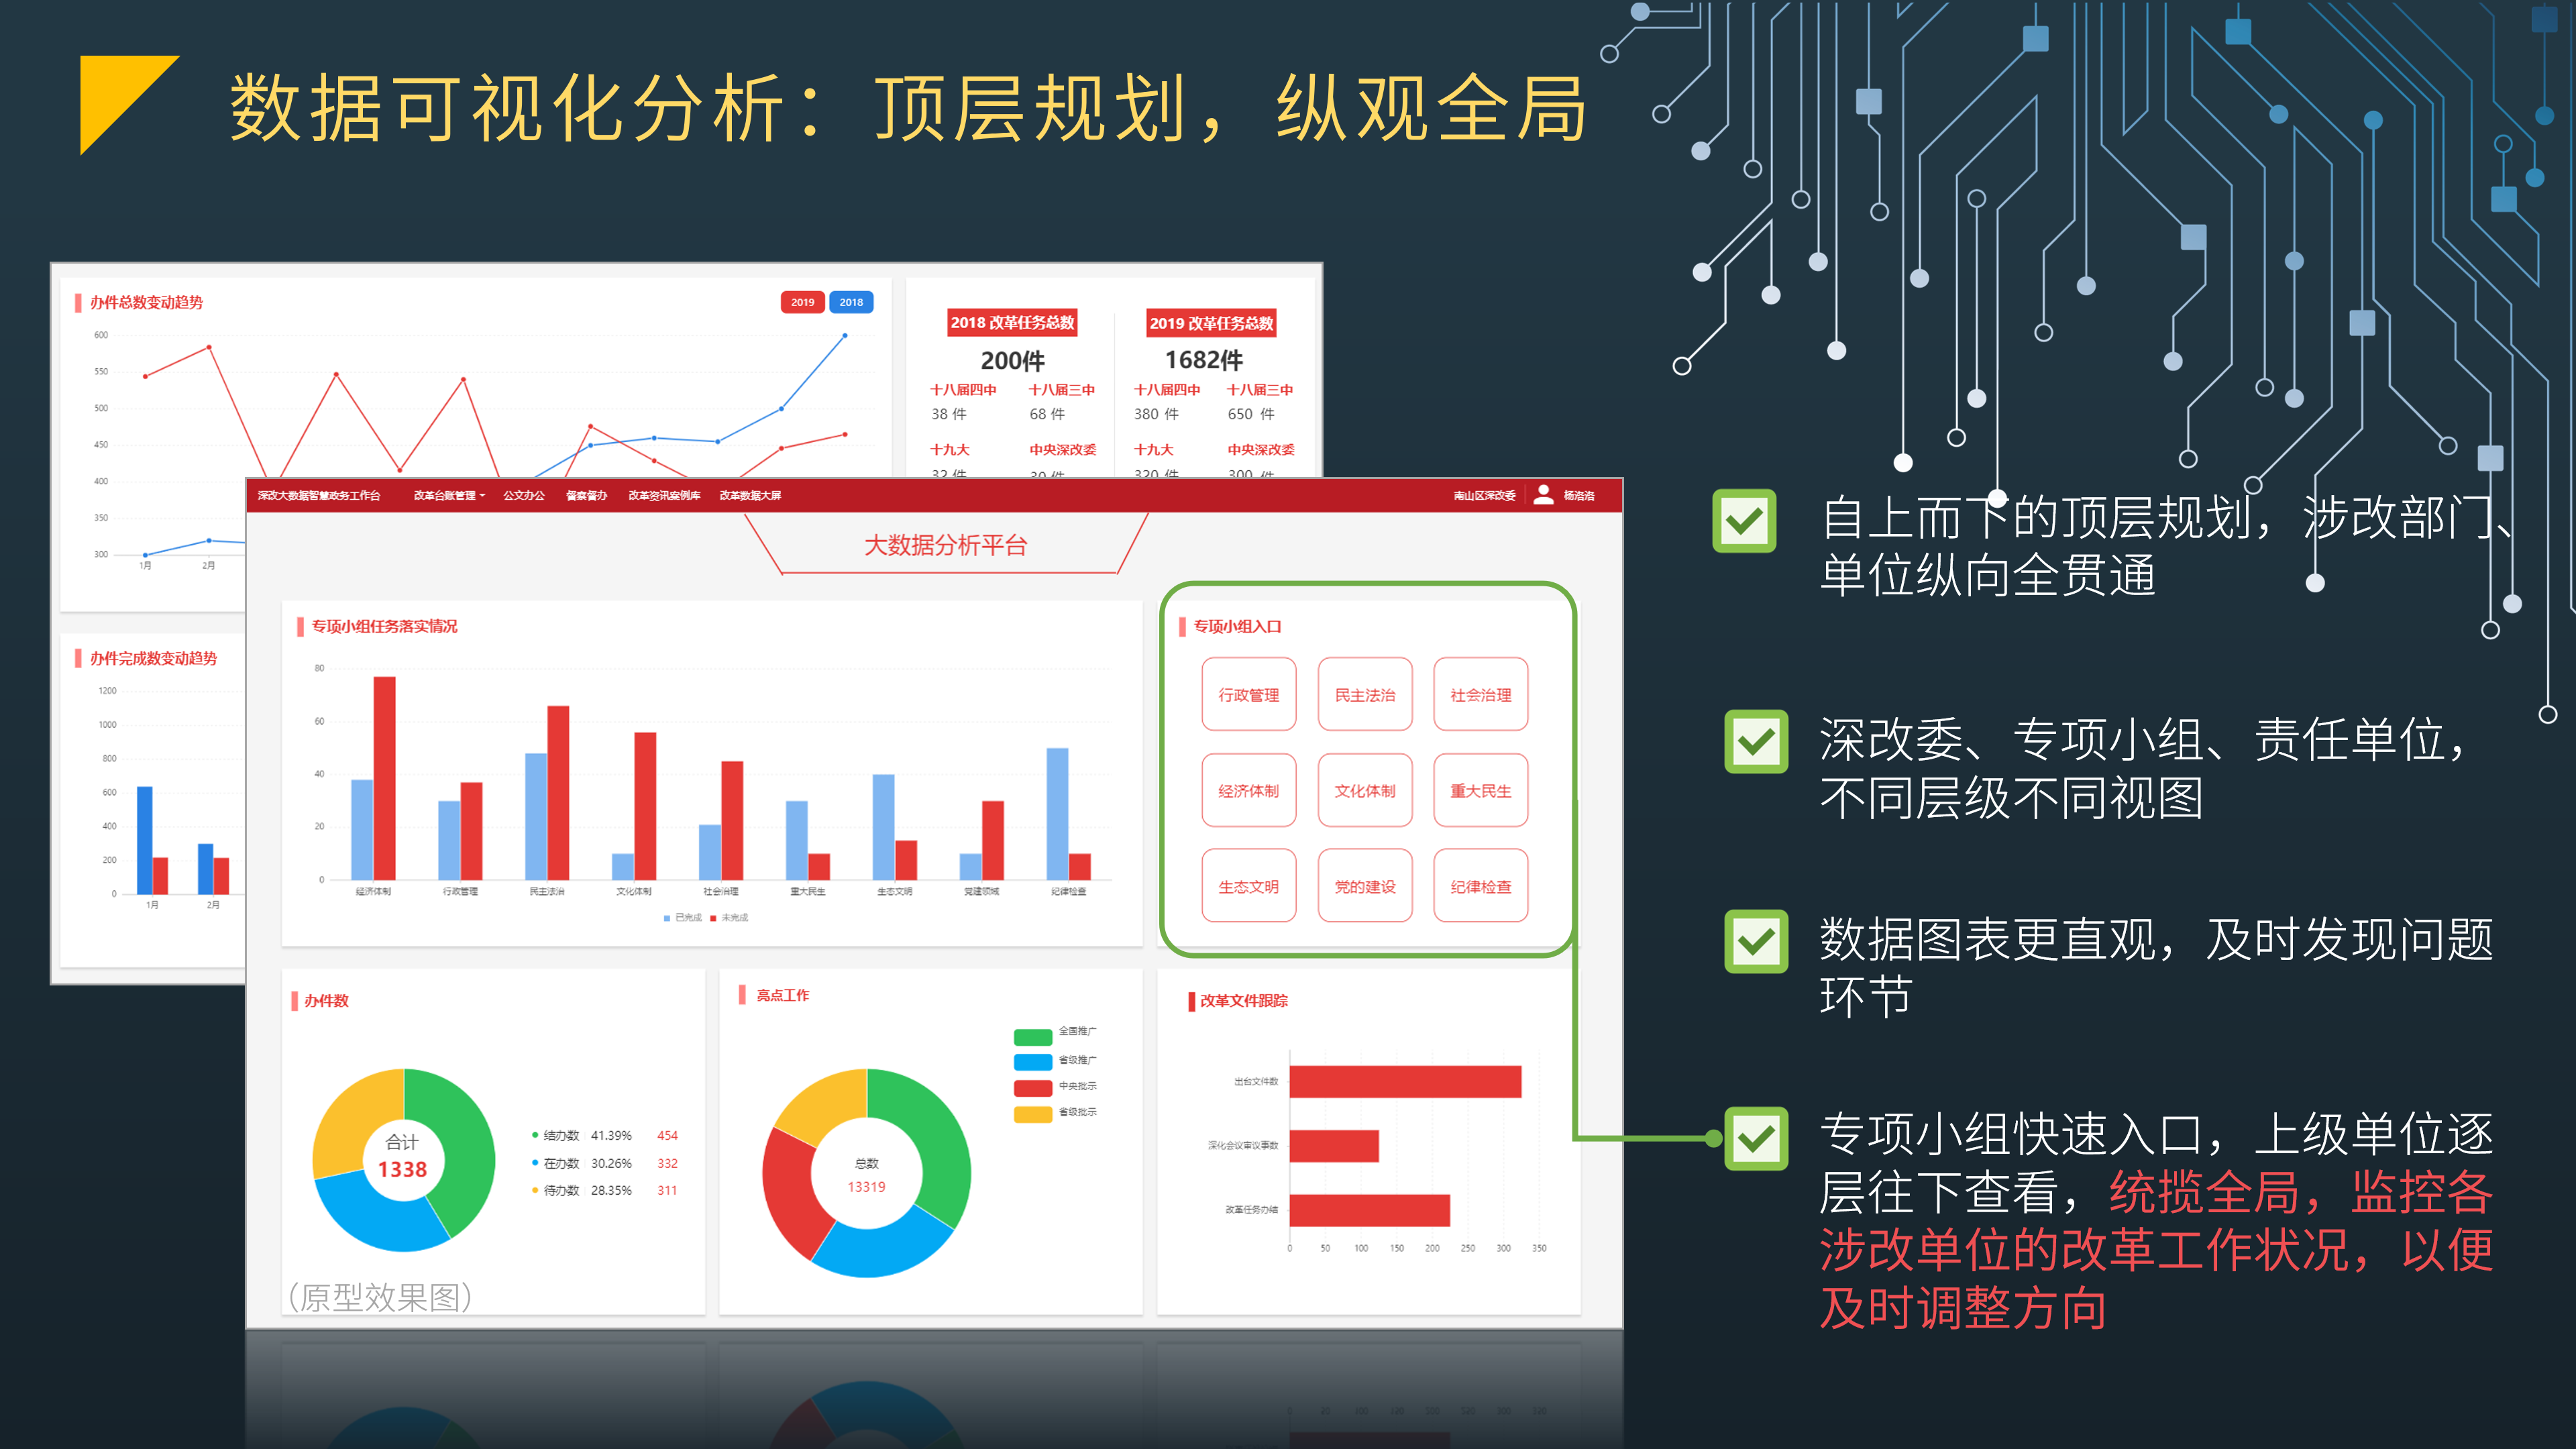 数据可视化分析：顶层规划，纵观全局
办件总数变动趋势
2019
2018
600
550
500
450
400
350
300
1月
2月
2018 改革任务总数
200件
十八届四中
十八届三中
38 件
68 件
十九大
中央深改委
32 件
30 件
2019 改革任务总数
1682件
十八届四中
十八届三中
380 件
650 件
十九大
中央深改委
320 件
300 件
办件完成数变动趋势
1200
1000
800
600
400
200
0
1月
2月
深改大数据智慧政务工作台
改革台账管理
公文办公
督察督办
改革资讯案例库
改革数据大屏
南山区深改委
杨洛洛
大数据分析平台
专项小组任务落实情况
80
60
40
20
0
经济体制
行政管理
民主法治
文化体制
社会治理
重大民生
生态文明
党建领域
纪律检查
已完成
未完成
专项小组入口
行政管理
民主法治
社会治理
经济体制
文化体制
重大民生
生态文明
党的建设
纪律检查
办件数
合计
1338
结办数 41.39% 454
在办数 30.26% 332
待办数 28.35% 311
（原型效果图）
亮点工作
全国推广
省级推广
中央批示
省级批示
总数
13319
改革文件跟踪
出台文件数
深化会议审议事数
改革任务办结
0 50 100 150 200 250 300 350
自上而下的顶层规划，涉改部门、
单位纵向全贯通
深改委、专项小组、责任单位，
不同层级不同视图
数据图表更直观，及时发现问题
环节
专项小组快速入口，上级单位逐
层往下查看，统揽全局，监控各
涉改单位的改革工作状况，以便
及时调整方向